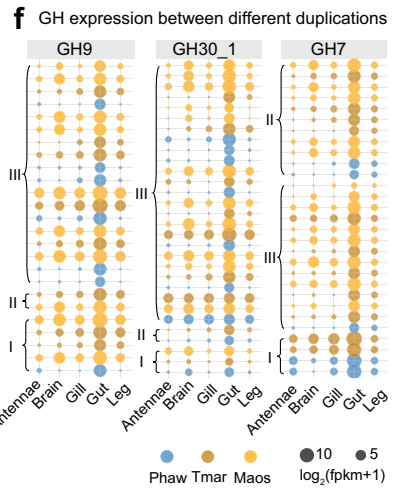 f GH expression between different duplications
GH9 GH30_1 GH7
III
II
I
III
II
I
II
III
I
Antennae Brain Gill Gut Leg
Antennae Brain Gill Gut Leg
Antennae Brain Gill Gut Leg
Phaw Tmar Maos
10 5
log₂(fpkm+1)